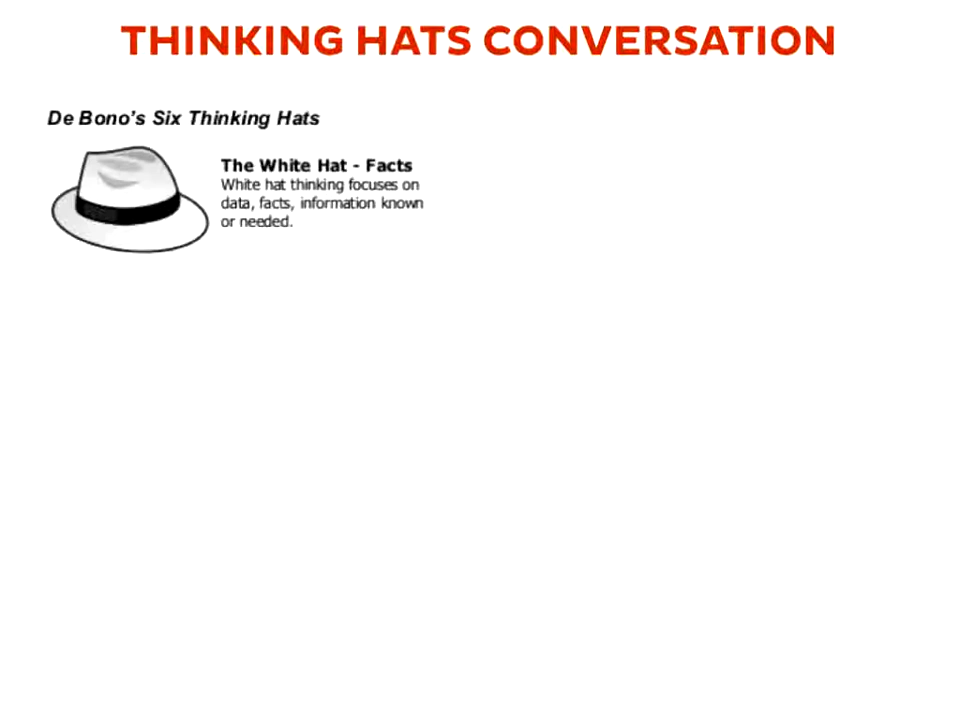 THINKING HATS CONVERSATION
De Bono's Six Thinking Hats
The White Hat - Facts
White hat thinking focuses on
data, facts, information known
or needed.